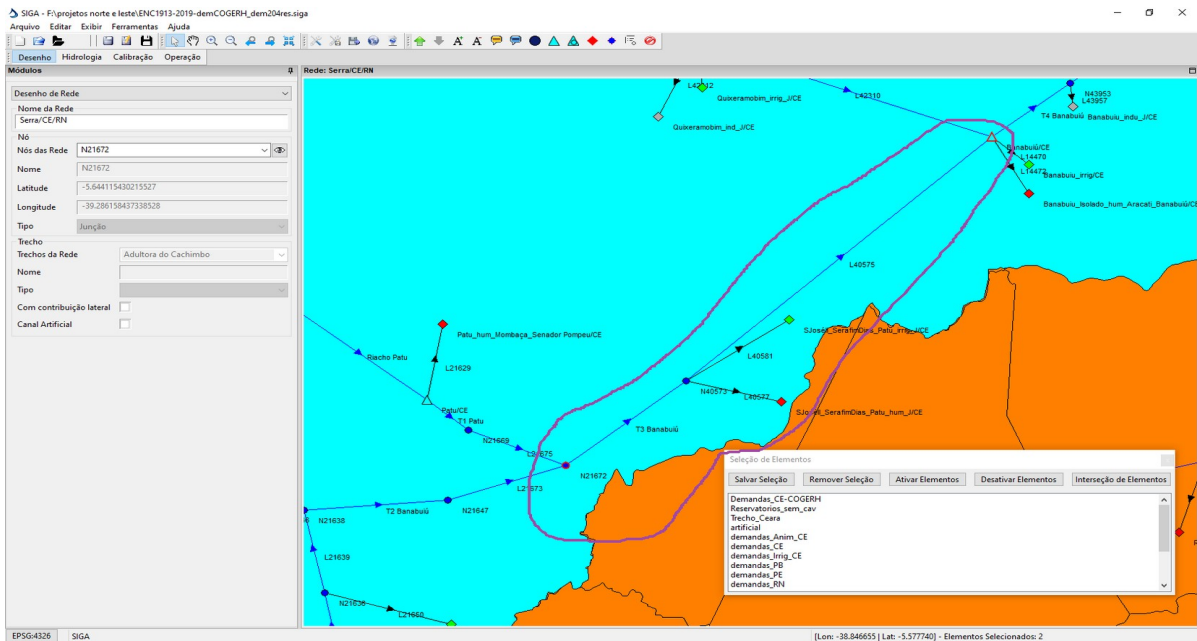 SIGA - F:\projetos norte e leste\ENC1913-2019-demCOGERH_dem204res.siga
Arquivo Editar Exibir Ferramentas Ajuda
Desenho Hidrologia Calibração Operação
Módulos
Rede: Serra/CE/RN
Desenho de Rede
Nome da Rede
Serra/CE/RN
Nó
Nós das Rede N21672
Nome N21672
Latitude -5.644115430215527
Longitude -39.286158437338528
Tipo Junção
Trecho
Trechos da Rede Adultora do Cachimbo
Nome
Tipo
Com contribuição lateral
Canal Artificial
Quixeramobim_irrig_J/CE
Quixeramobim_ind_J/CE
L42310
N43953
L43957
T4 Banabuiú Banabuiu_indu_J/CE
Banabuiú/CE
L14470
L14472
Banabuiu_irrig/CE
Banabuiu_Isolado_hum_Aracati_Banabuiú/CE
L40575
Patu_hum_Mombaça_Senador Pompeu/CE
Riacho Patu
L21629
L40581
N40573
L40577
Patu/CE
T1 Patu
T3 Banabuiú
N21669
L21675
N21672
L21673
T2 Banabuiú
N21647
N21638
L21639
N21636
Seleção de Elementos
Salvar Seleção Remover Seleção Ativar Elementos Desativar Elementos Interseção de Elementos
Demandas_CE-COGERH
Reservatorios_sem_cav
Trecho_Ceara
artificial
demandas_Anim_CE
demandas_CE
demandas_Irrig_CE
demandas_PB
demandas_PE
demandas_RN
EPSG:4326 SIGA [Lon: -38.846655 | Lat: -5.577740] - Elementos Selecionados: 2